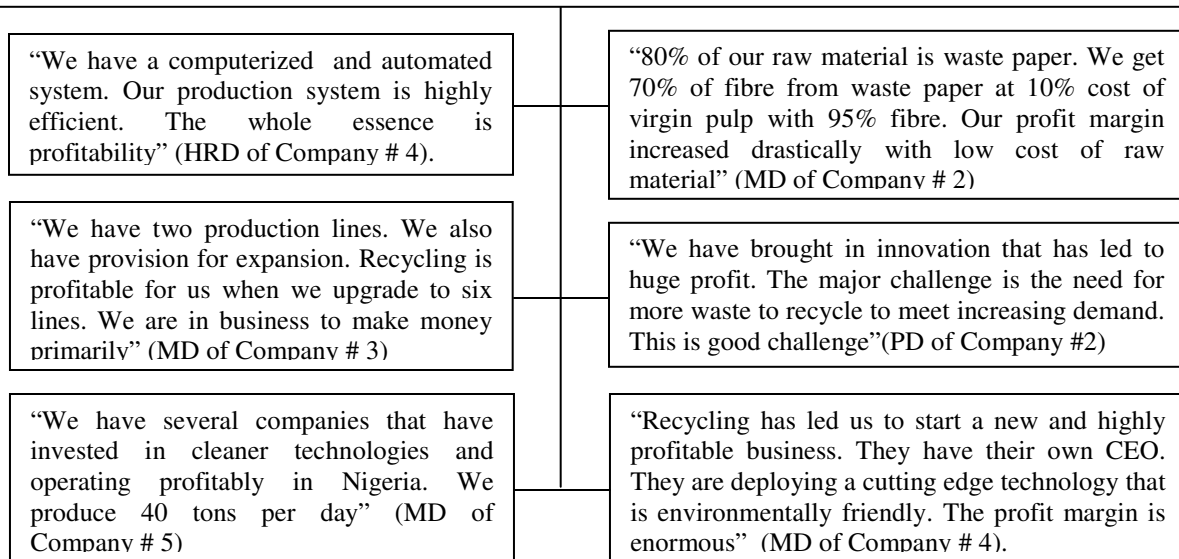 “We have a computerized and automated
system. Our production system is highly
efficient. The whole essence is
profitability” (HRD of Company # 4).
“80% of our raw material is waste paper. We get
70% of fibre from waste paper at 10% cost of
virgin pulp with 95% fibre. Our profit margin
increased drastically with low cost of raw
material” (MD of Company # 2)
“We have two production lines. We also
have provision for expansion. Recycling is
profitable for us when we upgrade to six
lines. We are in business to make money
primarily” (MD of Company # 3)
“We have brought in innovation that has led to
huge profit. The major challenge is the need for
more waste to recycle to meet increasing demand.
This is good challenge”(PD of Company #2)
“We have several companies that have
invested in cleaner technologies and
operating profitably in Nigeria. We
produce 40 tons per day” (MD of
Company # 5)
“Recycling has led us to start a new and highly
profitable business. They have their own CEO.
They are deploying a cutting edge technology that
is environmentally friendly. The profit margin is
enormous” (MD of Company # 4).